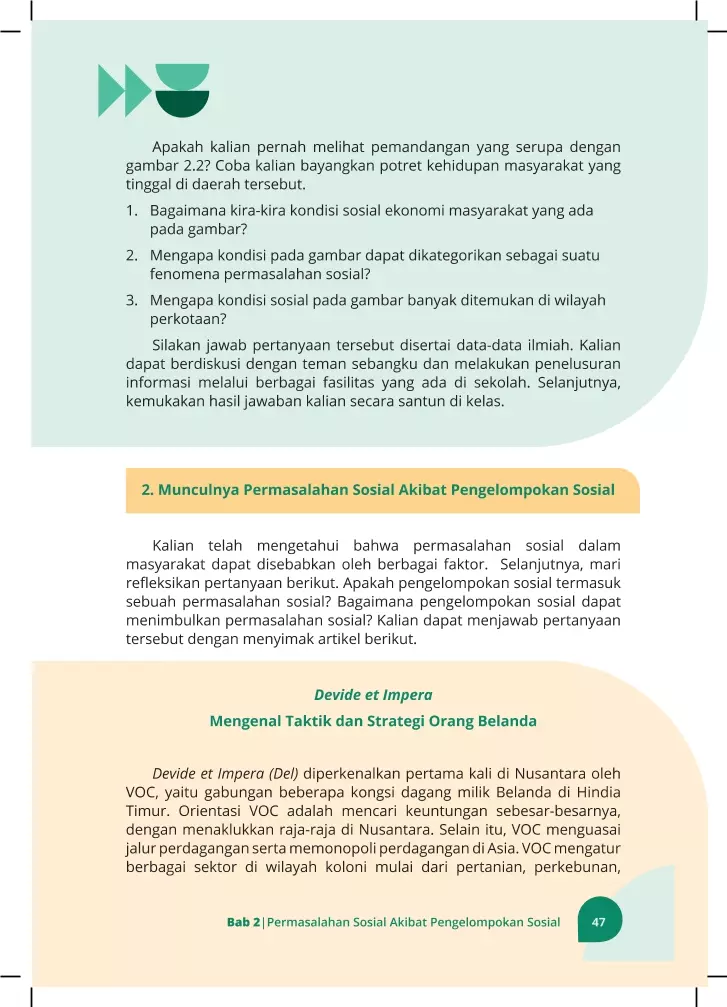 Apakah kalian pernah melihat pemandangan yang serupa dengan
gambar 2.2? Coba kalian bayangkan potret kehidupan masyarakat yang
tinggal di daerah tersebut.
1. Bagaimana kira-kira kondisi sosial ekonomi masyarakat yang ada
pada gambar?
2. Mengapa kondisi pada gambar dapat dikategorikan sebagai suatu
fenomena permasalahan sosial?
3. Mengapa kondisi sosial pada gambar banyak ditemukan di wilayah
perkotaan?
Silakan jawab pertanyaan tersebut disertai data-data ilmiah. Kalian
dapat berdiskusi dengan teman sebangku dan melakukan penelusuran
informasi melalui berbagai fasilitas yang ada di sekolah. Selanjutnya,
kemukakan hasil jawaban kalian secara santun di kelas.
2. Munculnya Permasalahan Sosial Akibat Pengelompokan Sosial
Kalian telah mengetahui bahwa permasalahan sosial dalam
masyarakat dapat disebabkan oleh berbagai faktor. Selanjutnya, mari
refleksikan pertanyaan berikut. Apakah pengelompokan sosial termasuk
sebuah permasalahan sosial? Bagaimana pengelompokan sosial dapat
menimbulkan permasalahan sosial? Kalian dapat menjawab pertanyaan
tersebut dengan menyimak artikel berikut.
Devide et Impera
Mengenal Taktik dan Strategi Orang Belanda
Devide et Impera (Del) diperkenalkan pertama kali di Nusantara oleh
VOC, yaitu gabungan beberapa kongsi dagang milik Belanda di Hindia
Timur. Orientasi VOC adalah mencari keuntungan sebesar-besarnya,
dengan menaklukkan raja-raja di Nusantara. Selain itu, VOC menguasai
jalur perdagangan serta memonopoli perdagangan di Asia. VOC mengatur
berbagai sektor di wilayah koloni mulai dari pertanian, perkebunan,
Bab 2|Permasalahan Sosial Akibat Pengelompokan Sosial 47